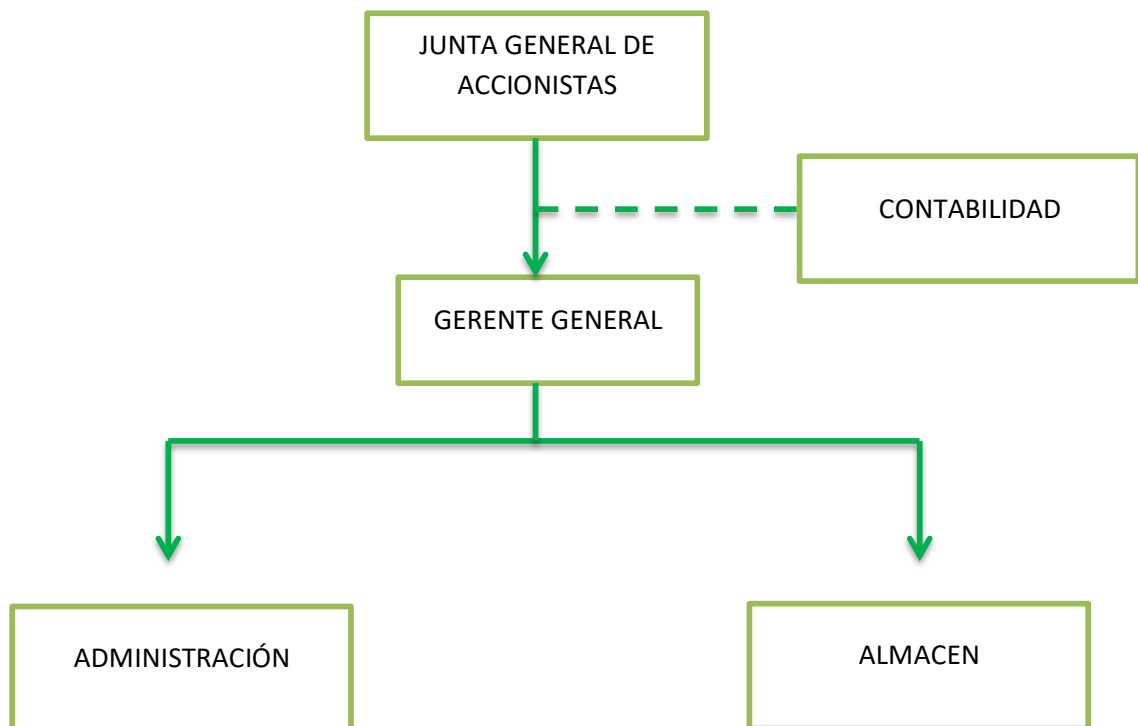 JUNTA GENERAL DE
ACCIONISTAS
CONTABILIDAD
GERENTE GENERAL
ADMINISTRACIÓN
ALMACEN